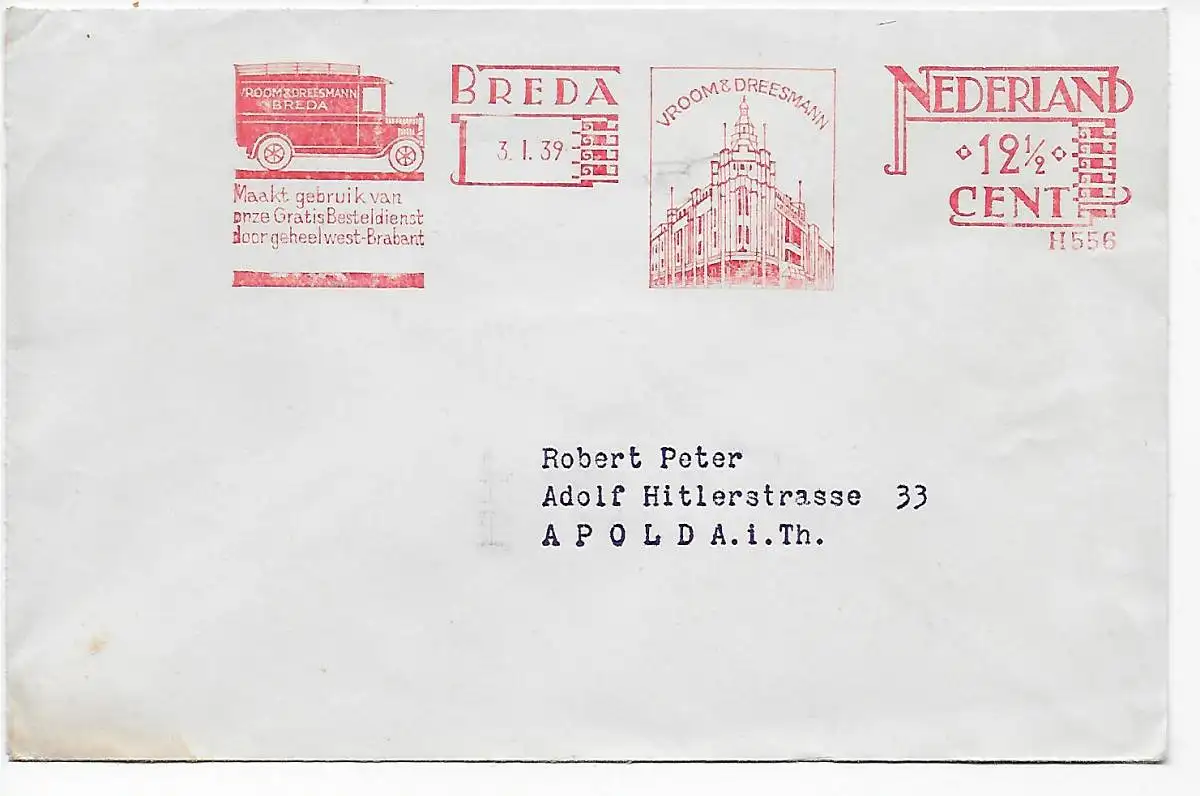 VROOM & DREESMANN
BREDA
Maakt gebruik van
onze Gratis Besteldienst
door geheel west-Brabant
BREDA
3. I. 39
VROOM & DREESMANN
NEDERLAND
12½
CENT
H556
Robert Peter
Adolf Hitlerstrasse 33
APOLDA.i.Th.